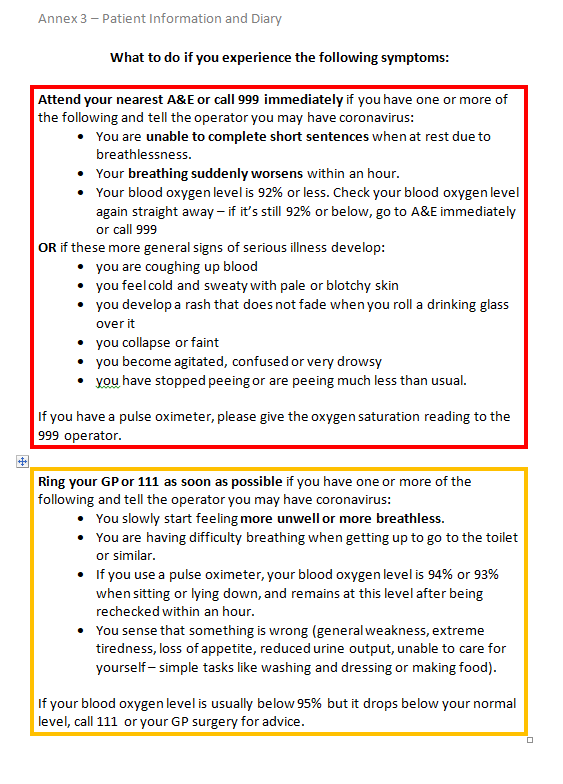 Annex 3 – Patient Information and Diary
What to do if you experience the following symptoms:
Attend your nearest A&E or call 999 immediately if you have one or more of
the following and tell the operator you may have coronavirus:
• You are unable to complete short sentences when at rest due to
breathlessness.
• Your breathing suddenly worsens within an hour.
• Your blood oxygen level is 92% or less. Check your blood oxygen level
again straight away – if it's still 92% or below, go to A&E immediately
or call 999
OR if these more general signs of serious illness develop:
• you are coughing up blood
• you feel cold and sweaty with pale or blotchy skin
• you develop a rash that does not fade when you roll a drinking glass
over it
• you collapse or faint
• you become agitated, confused or very drowsy
• you have stopped peeing or are peeing much less than usual.
If you have a pulse oximeter, please give the oxygen saturation reading to the
999 operator.
Ring your GP or 111 as soon as possible if you have one or more of the
following and tell the operator you may have coronavirus:
• You slowly start feeling more unwell or more breathless.
• You are having difficulty breathing when getting up to go to the toilet
or similar.
• If you use a pulse oximeter, your blood oxygen level is 94% or 93%
when sitting or lying down, and remains at this level after being
rechecked within an hour.
• You sense that something is wrong (general weakness, extreme
tiredness, loss of appetite, reduced urine output, unable to care for
yourself – simple tasks like washing and dressing or making food).
If your blood oxygen level is usually below 95% but it drops below your normal
level, call 111 or your GP surgery for advice.